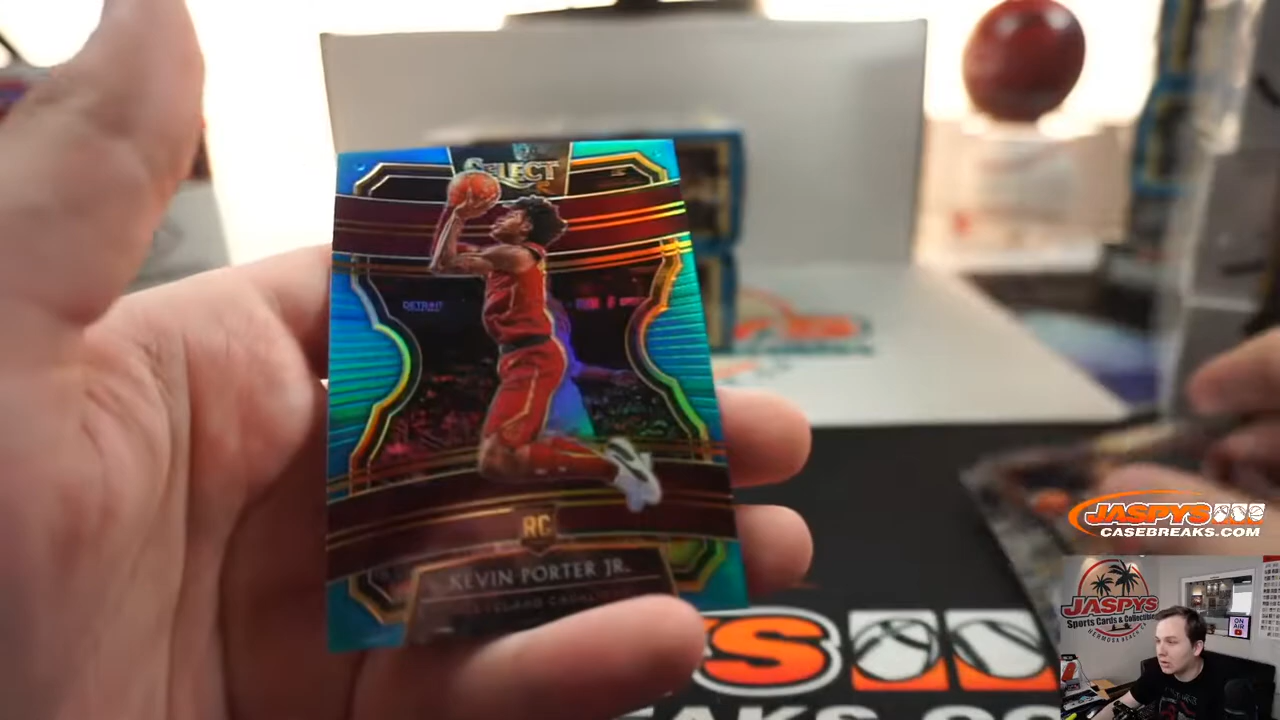 SELECT
DETROIT
RC
KEVIN PORTER JR.
JASPYS
CASEBREAKS.COM
JASPYS
Sports Cards & Collectibles
HERMOSA BEACH
ON
AIR